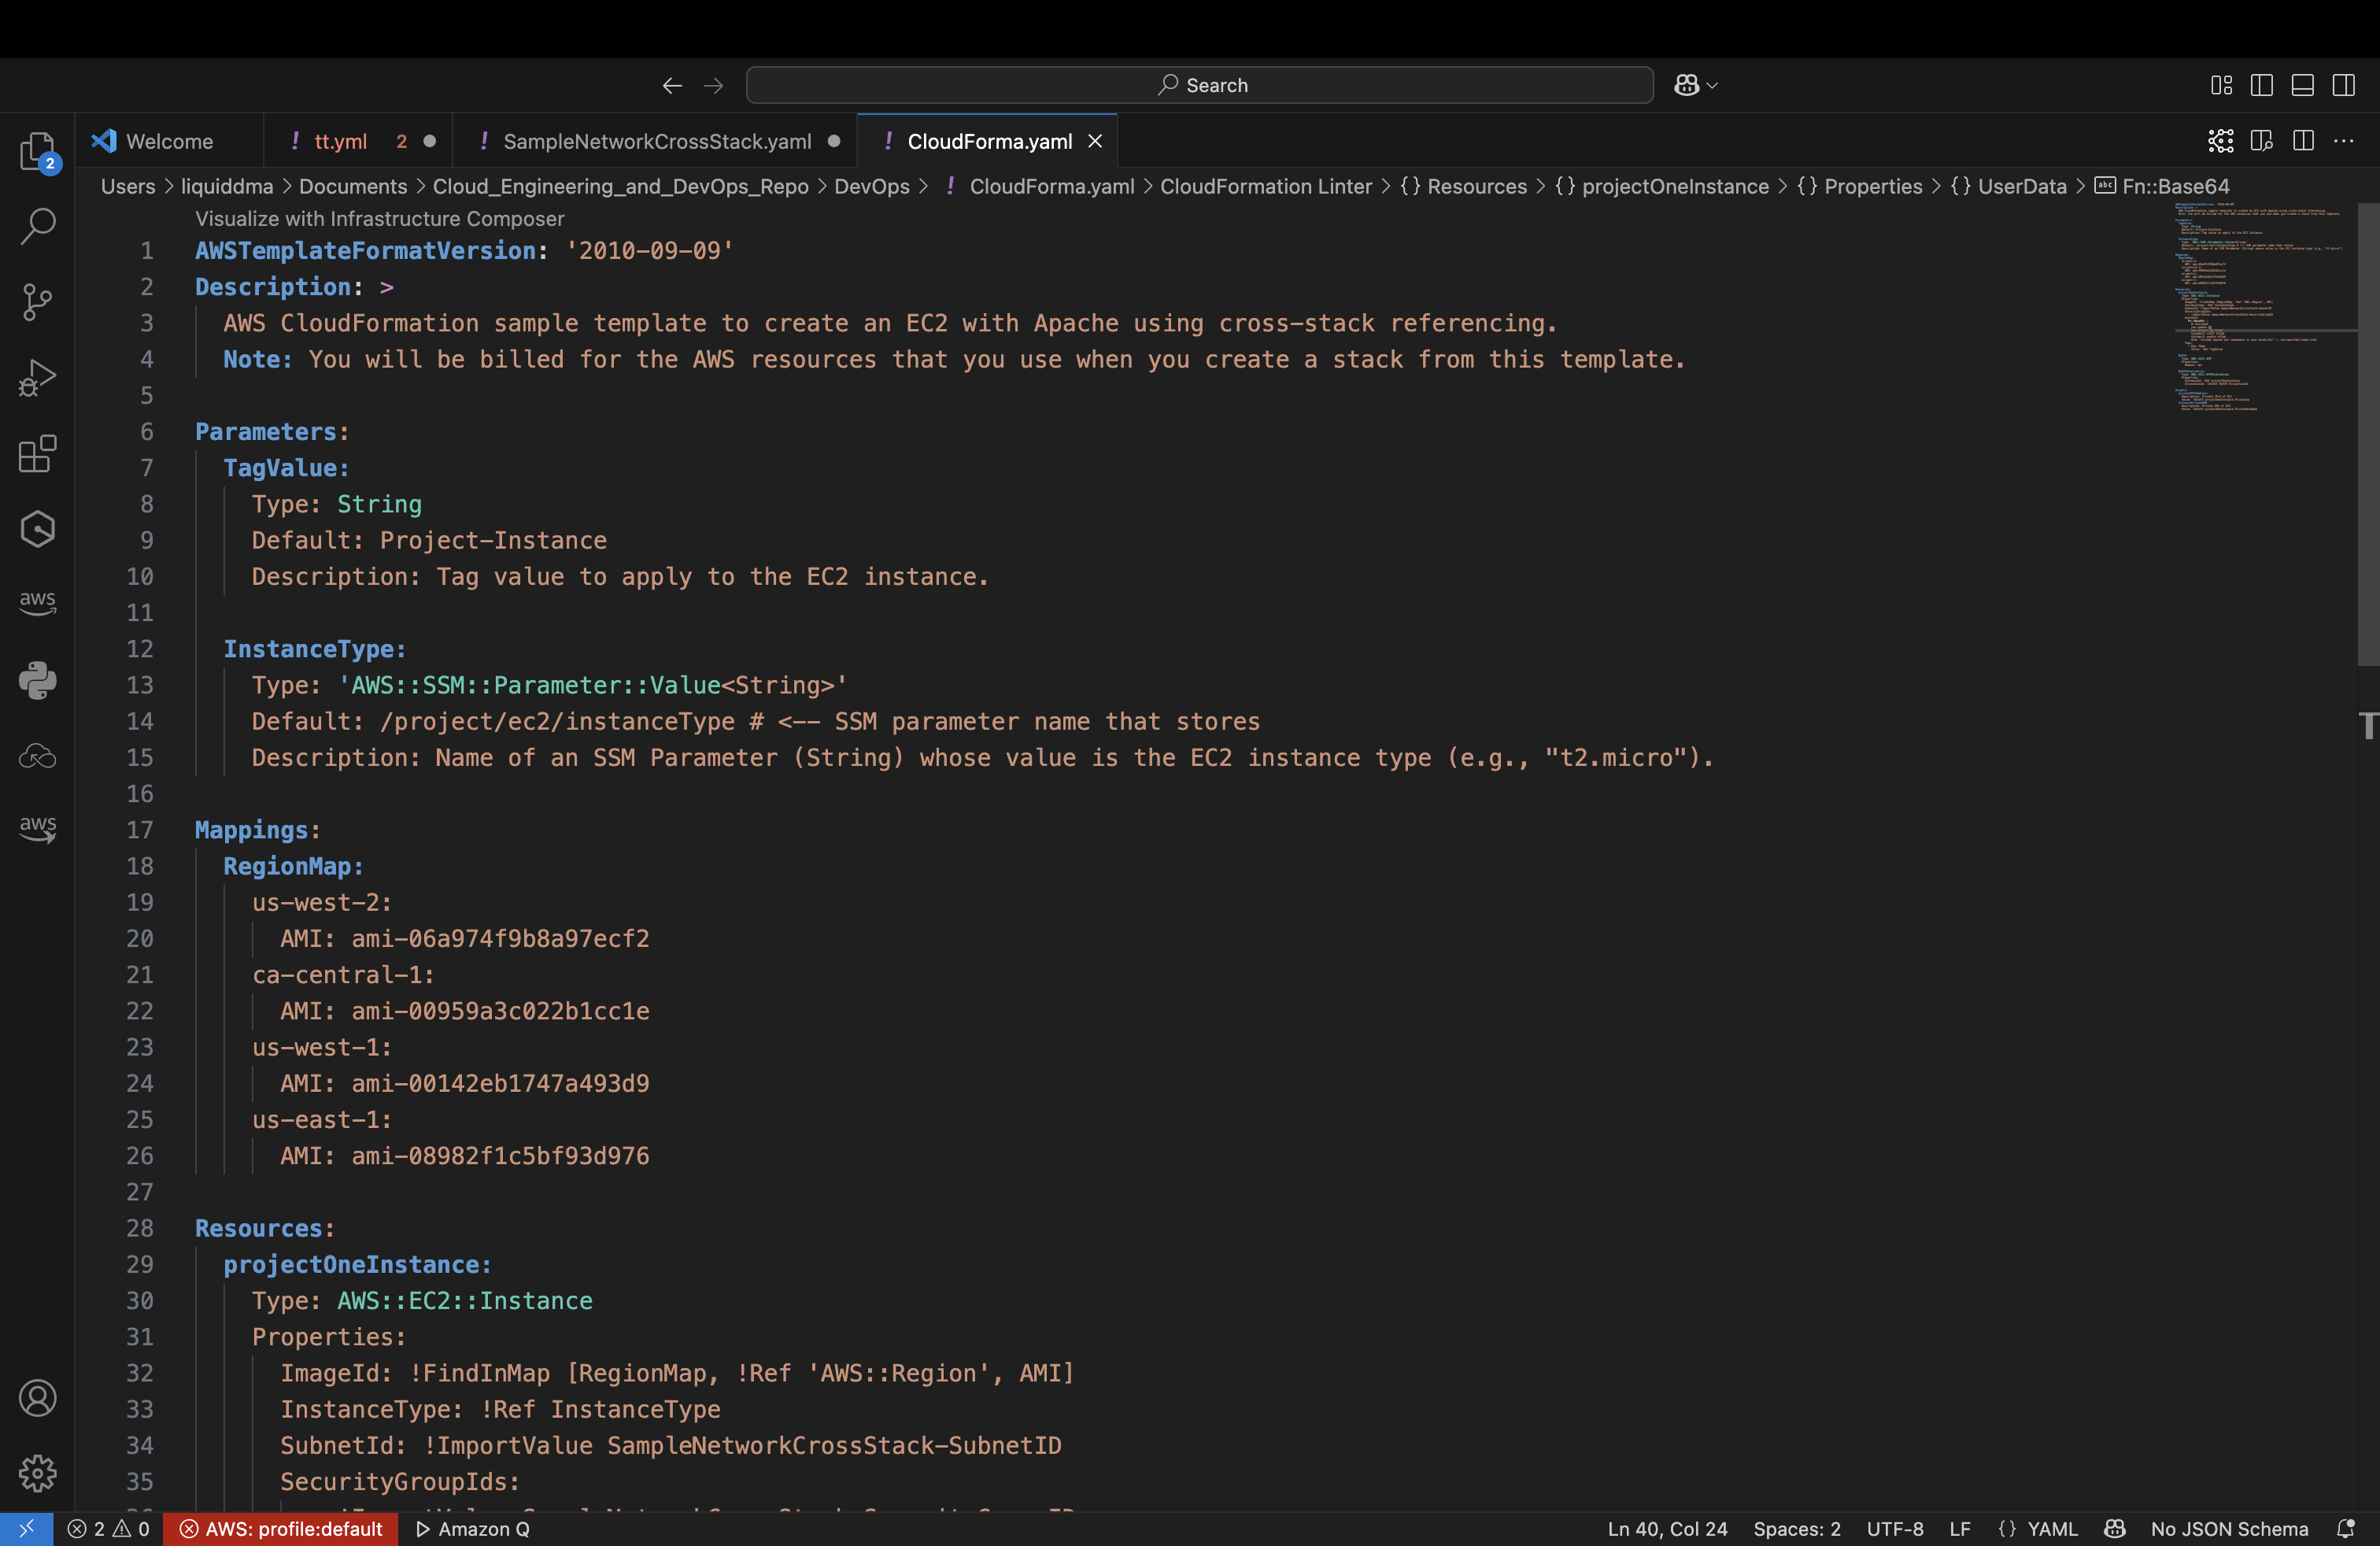 Search
Welcome
! tt.yml 2
! SampleNetworkCrossStack.yaml
! CloudForma.yaml
2
Users > liquiddma > Documents > Cloud_Engineering_and_DevOps_Repo > DevOps > ! CloudForma.yaml > CloudFormation Linter > {} Resources > {} projectOneInstance > {} Properties > {} UserData > abc Fn::Base64
Visualize with Infrastructure Composer
1 AWSTemplateFormatVersion: '2010-09-09'
2 Description: >
3 AWS CloudFormation sample template to create an EC2 with Apache using cross-stack referencing.
4 Note: You will be billed for the AWS resources that you use when you create a stack from this template.
5
6 Parameters:
7 TagValue:
8 Type: String
9 Default: Project-Instance
10 Description: Tag value to apply to the EC2 instance.
11
12 InstanceType:
13 Type: 'AWS::SSM::Parameter::Value<String>'
14 Default: /project/ec2/instanceType # <-- SSM parameter name that stores
15 Description: Name of an SSM Parameter (String) whose value is the EC2 instance type (e.g., "t2.micro").
16
17 Mappings:
18 RegionMap:
19 us-west-2:
20 AMI: ami-06a974f9b8a97ecf2
21 ca-central-1:
22 AMI: ami-00959a3c022b1cc1e
23 us-west-1:
24 AMI: ami-00142eb1747a493d9
25 us-east-1:
26 AMI: ami-08982f1c5bf93d976
27
28 Resources:
29 projectOneInstance:
30 Type: AWS::EC2::Instance
31 Properties:
32 ImageId: !FindInMap [RegionMap, !Ref 'AWS::Region', AMI]
33 InstanceType: !Ref InstanceType
34 SubnetId: !ImportValue SampleNetworkCrossStack-SubnetID
35 SecurityGroupIds:
aws
aws
T
2 0 AWS: profile:default Amazon Q Ln 40, Col 24 Spaces: 2 UTF-8 LF {} YAML No JSON Schema